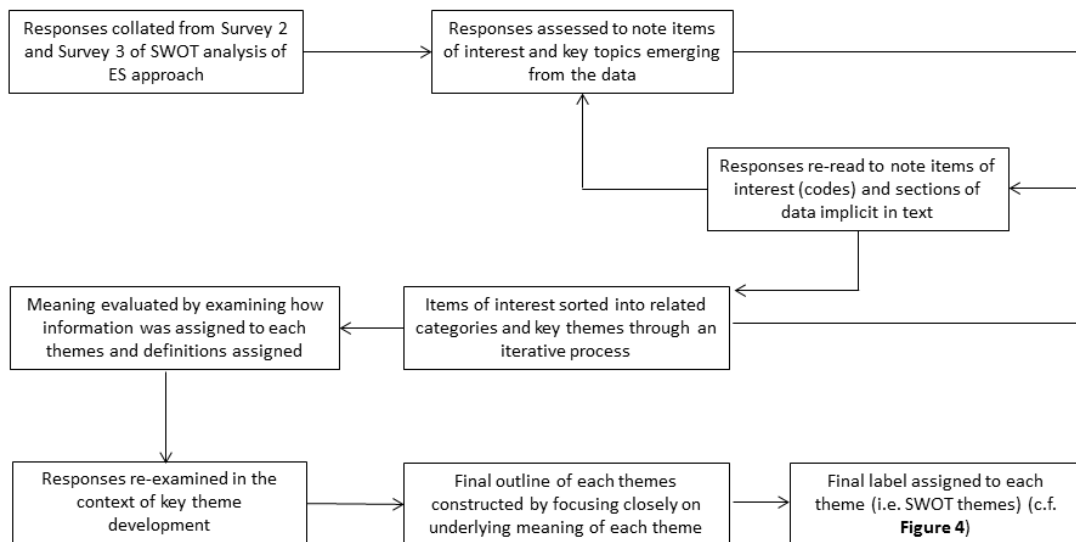 Responses collated from Survey 2
and Survey 3 of SWOT analysis of
ES approach
Responses assessed to note items
of interest and key topics emerging
from the data
Responses re-read to note items of
interest (codes) and sections of
data implicit in text
Items of interest sorted into related
categories and key themes through an
iterative process
Meaning evaluated by examining how
information was assigned to each
themes and definitions assigned
Responses re-examined in the
context of key theme
development
Final outline of each themes
constructed by focusing closely on
underlying meaning of each theme
Final label assigned to each
theme (i.e. SWOT themes) (c.f.
Figure 4)